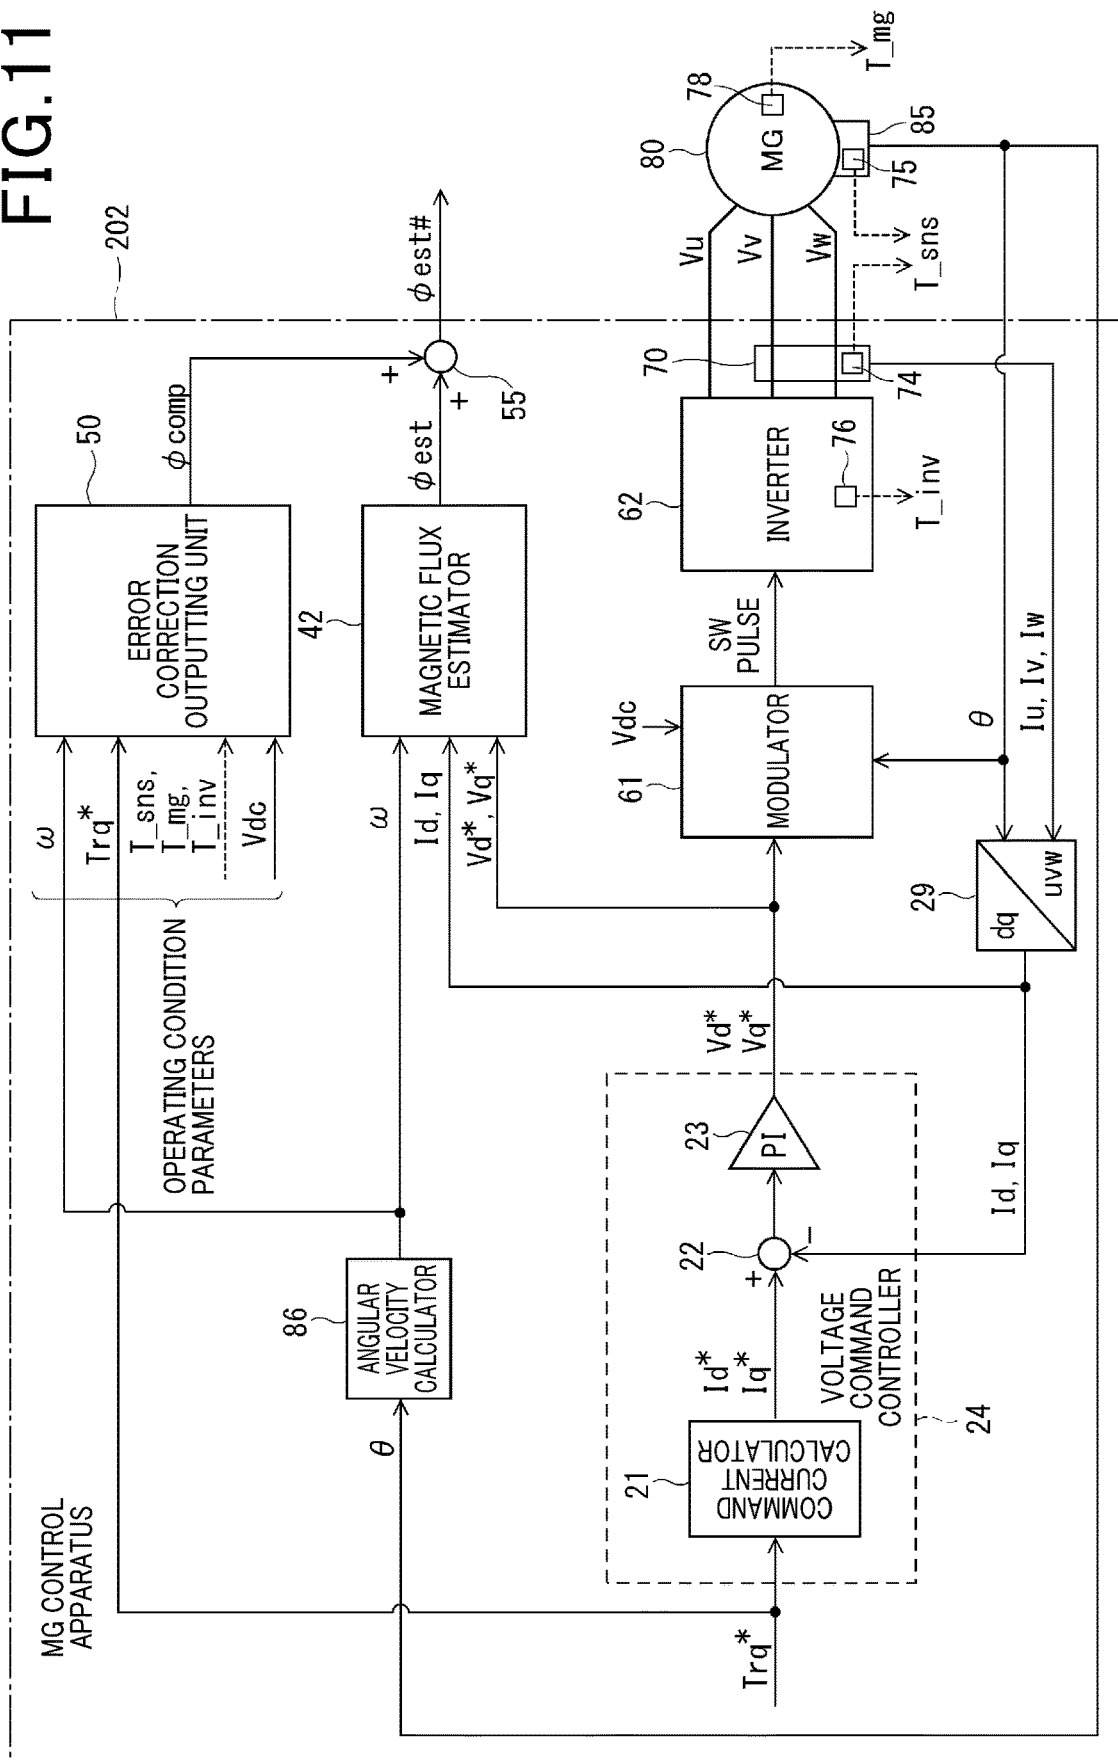 FIG.11
MG CONTROL
APPARATUS
202
OPERATING CONDITION
PARAMETERS
ω
Trq*
T_sns,
T_mg,
T_inv
Vdc
50
ERROR
CORRECTION
OUTPUTTING UNIT
φcomp
+
+
55
φest#
θ
86
ANGULAR
VELOCITY
CALCULATOR
ω
Id, Iq
Vd*, Vq*
42
MAGNETIC FLUX
ESTIMATOR
φest
Trq*
21
COMMAND
CURRENT
CALCULATOR
Id*
Iq*
+
−
22
23
PI
VOLTAGE
COMMAND
CONTROLLER
24
Vd*
Vq*
61
Vdc
MODULATOR
SW
PULSE
62
INVERTER
76
T_inv
70
74
T_sns
Vu
Vv
Vw
80
MG
78
T_mg
75
85
Id, Iq
29
dq
uvw
θ
Iu, Iv, Iw